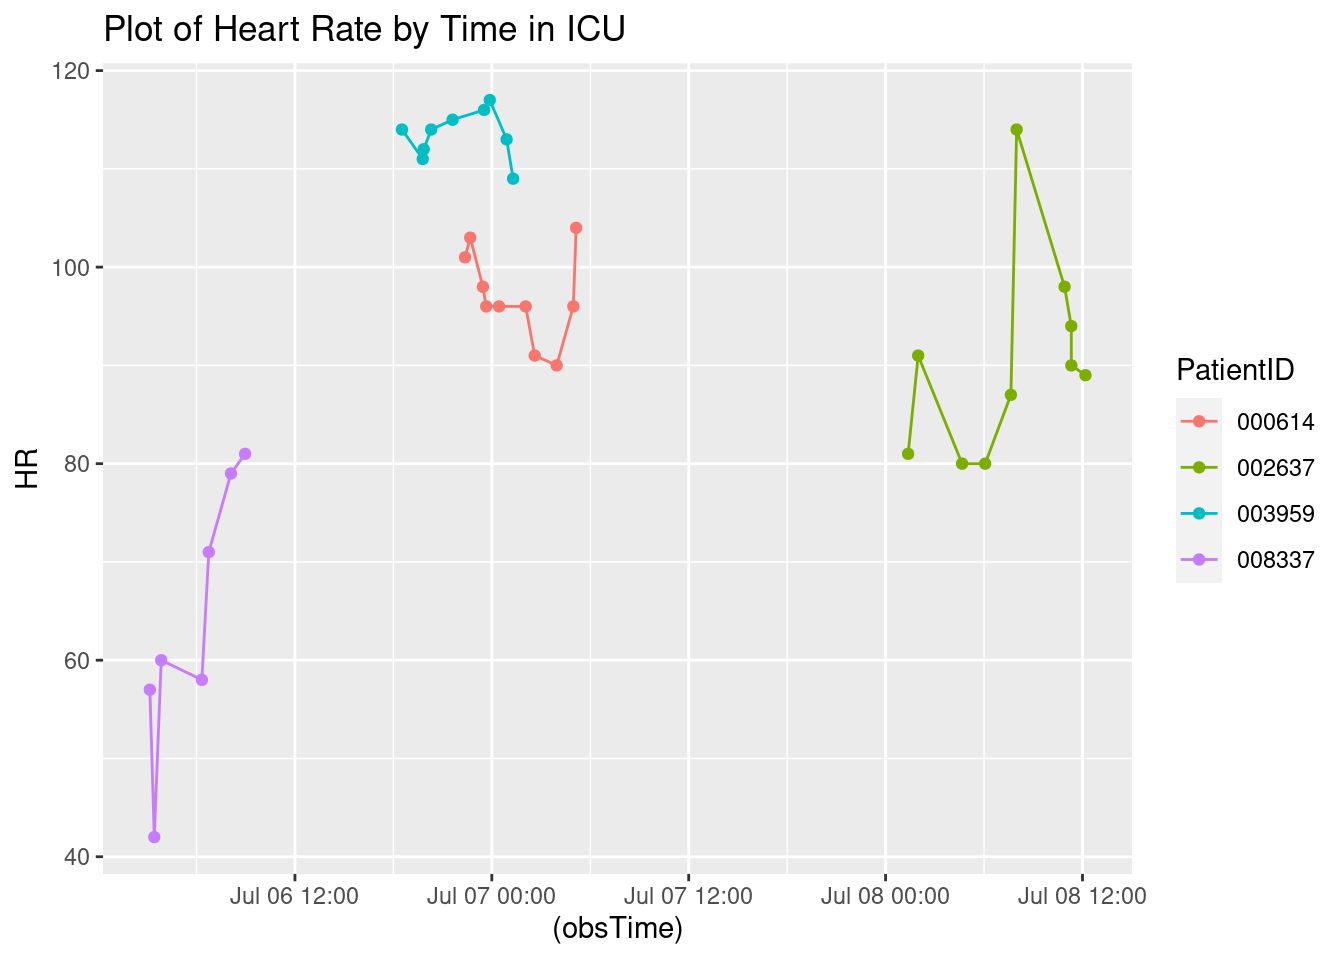 Plot of Heart Rate by Time in ICU
120
100
80
60
40
HR
Jul 06 12:00 Jul 07 00:00 Jul 07 12:00 Jul 08 00:00 Jul 08 12:00
(obsTime)
PatientID
000614
002637
003959
008337